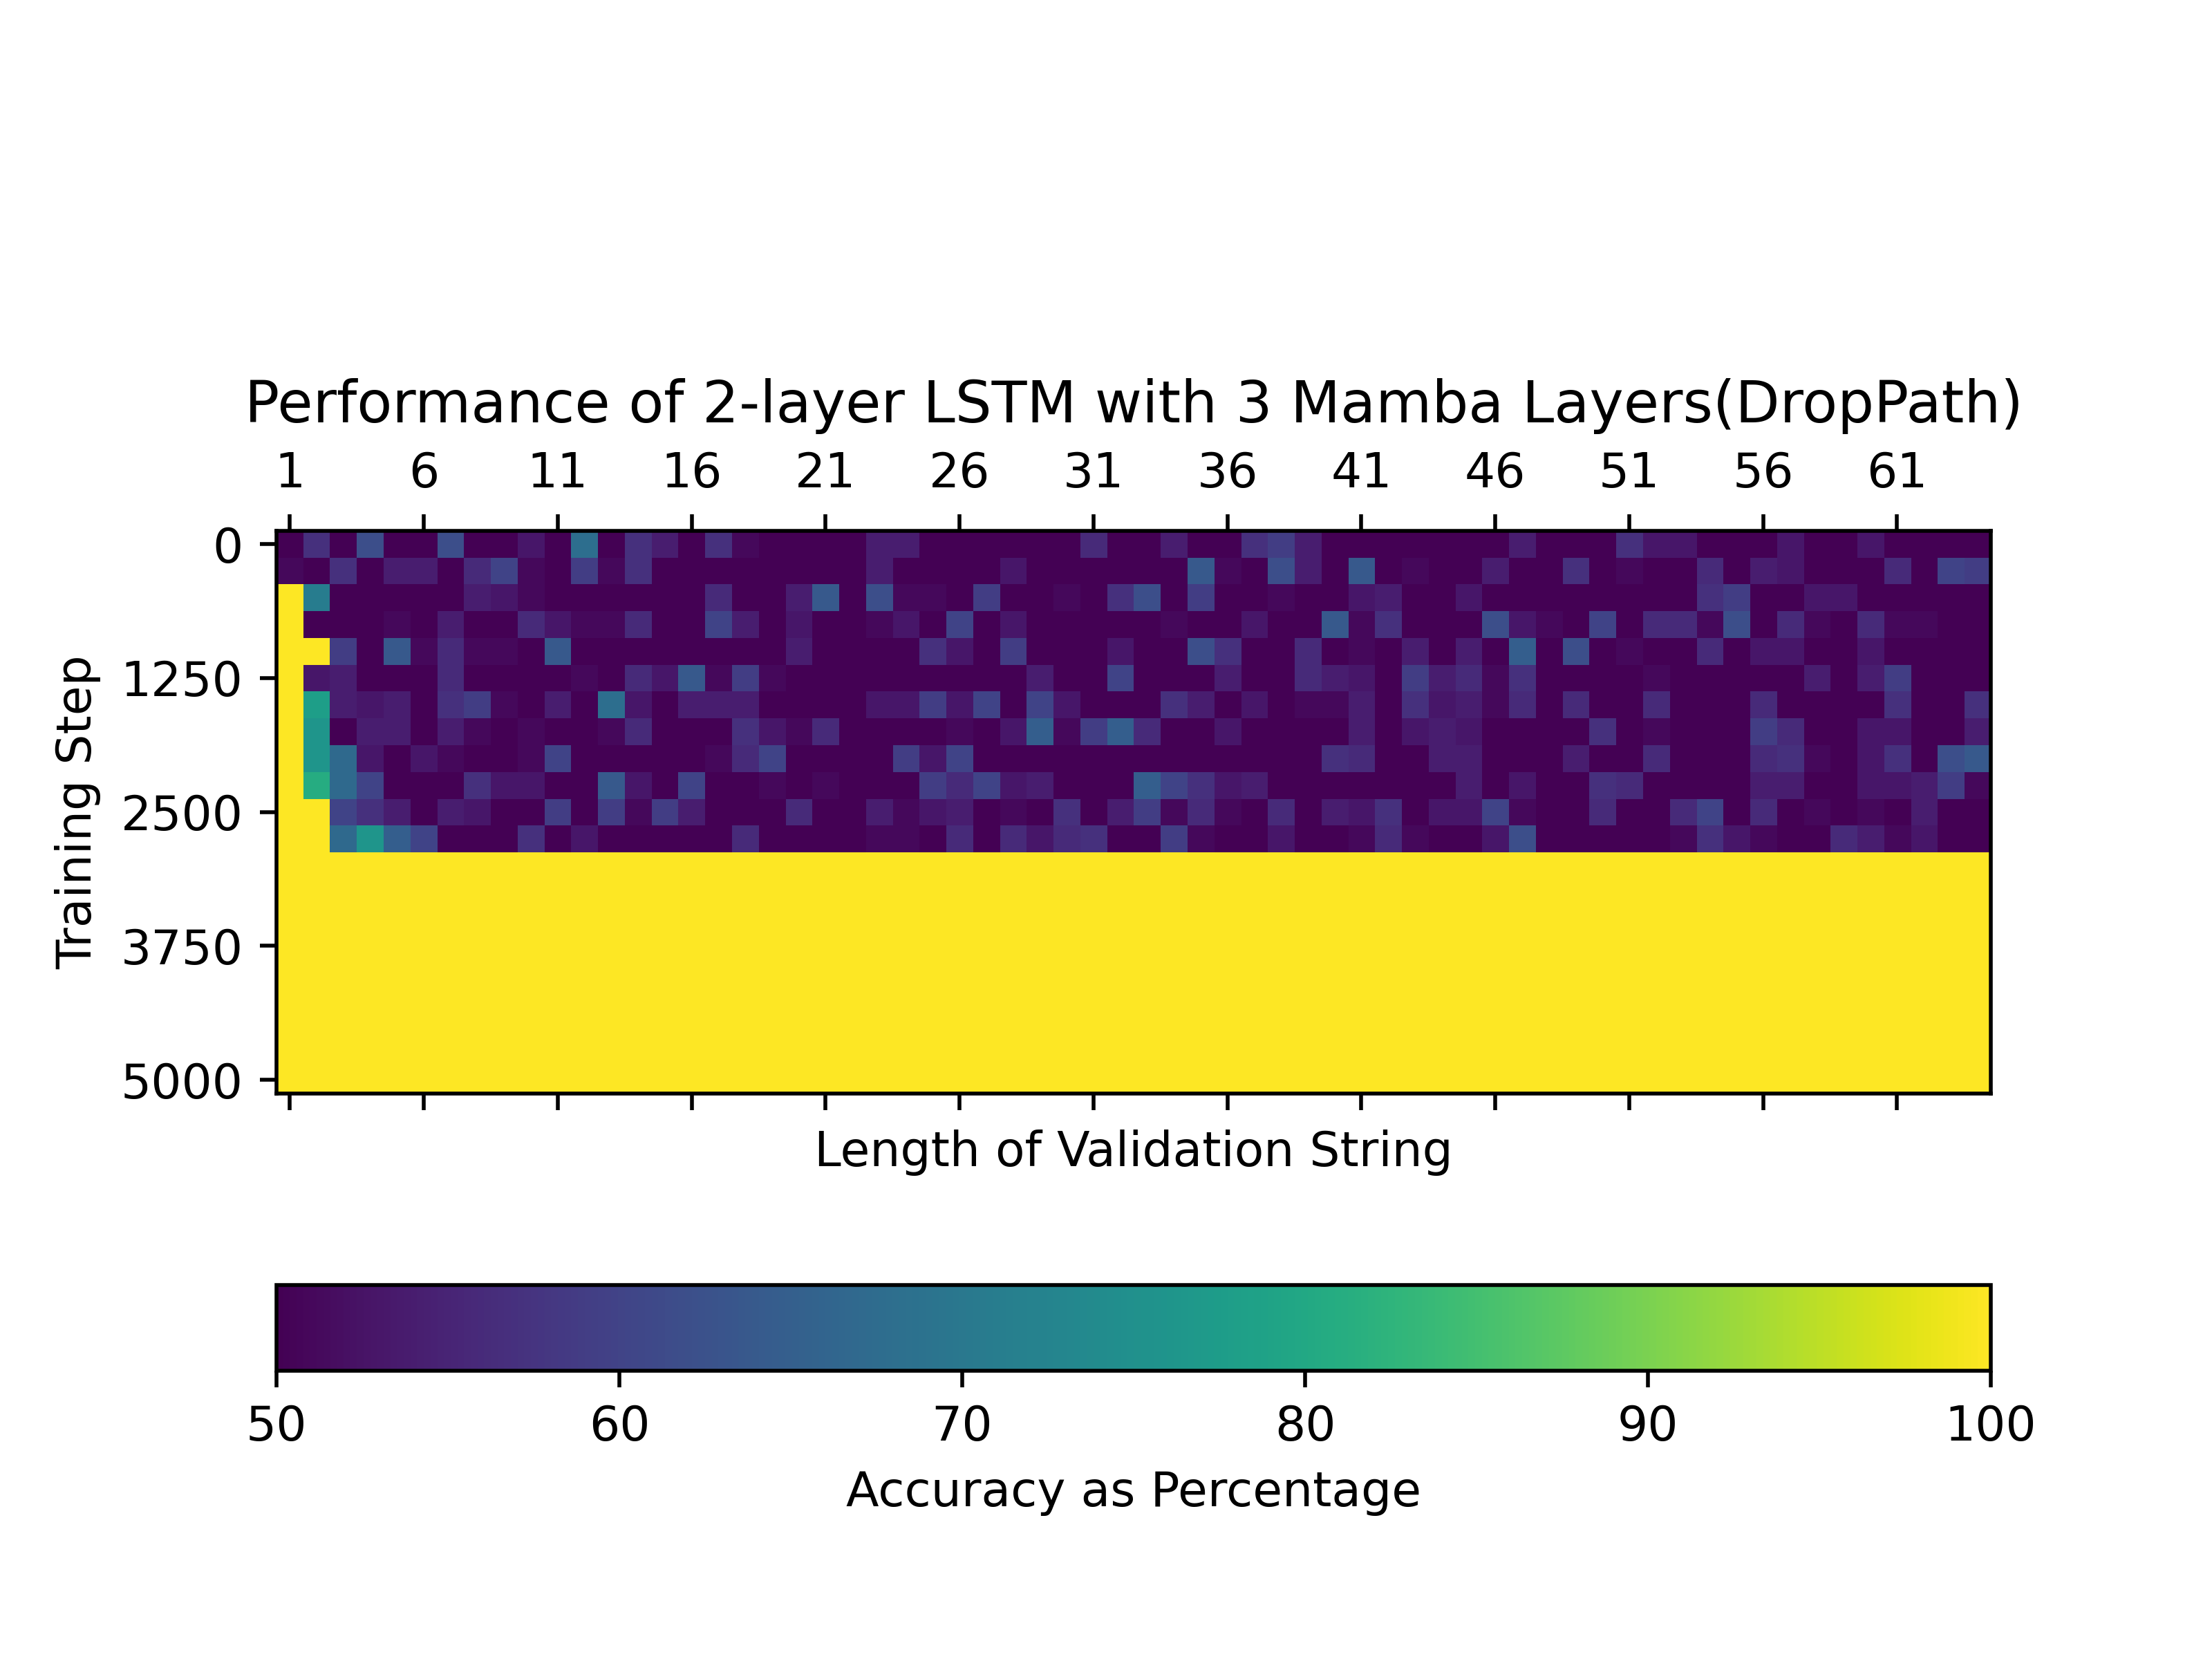 Performance of 2-layer LSTM with 3 Mamba Layers(DropPath)
1 6 11 16 21 26 31 36 41 46 51 56 61
0
1250
2500
3750
5000
Training Step
Length of Validation String
50 60 70 80 90 100
Accuracy as Percentage